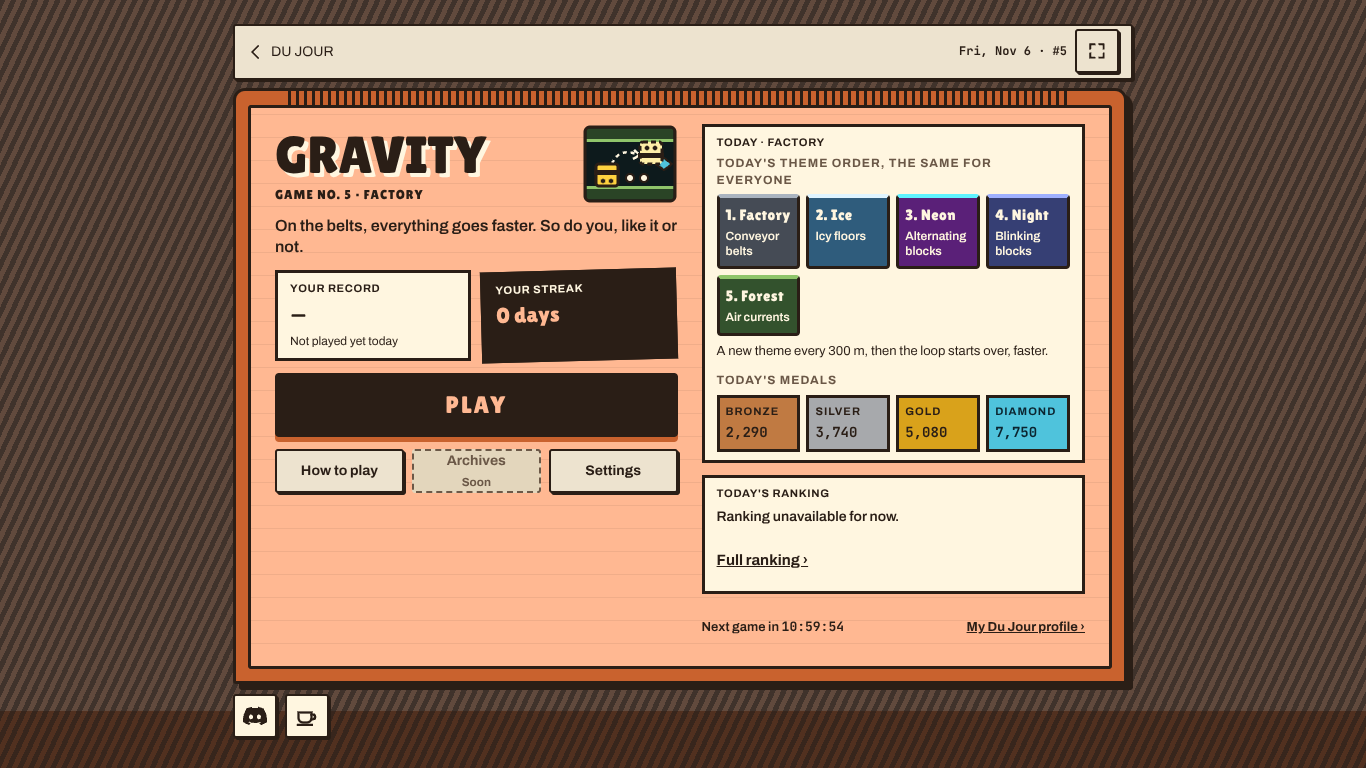 DU JOUR
Fri, Nov 6 · #5
GRAVITY
GAME NO. 5 · FACTORY
On the belts, everything goes faster. So do you, like it or
not.
YOUR RECORD
—
Not played yet today
YOUR STREAK
0 days
PLAY
How to play
Archives
Soon
Settings
TODAY · FACTORY
TODAY'S THEME ORDER, THE SAME FOR
EVERYONE
1. Factory
Conveyor
belts
2. Ice
Icy floors
3. Neon
Alternating
blocks
4. Night
Blinking
blocks
5. Forest
Air currents
A new theme every 300 m, then the loop starts over, faster.
TODAY'S MEDALS
BRONZE
2,290
SILVER
3,740
GOLD
5,080
DIAMOND
7,750
TODAY'S RANKING
Ranking unavailable for now.
Full ranking ›
Next game in 10:59:54
My Du Jour profile ›